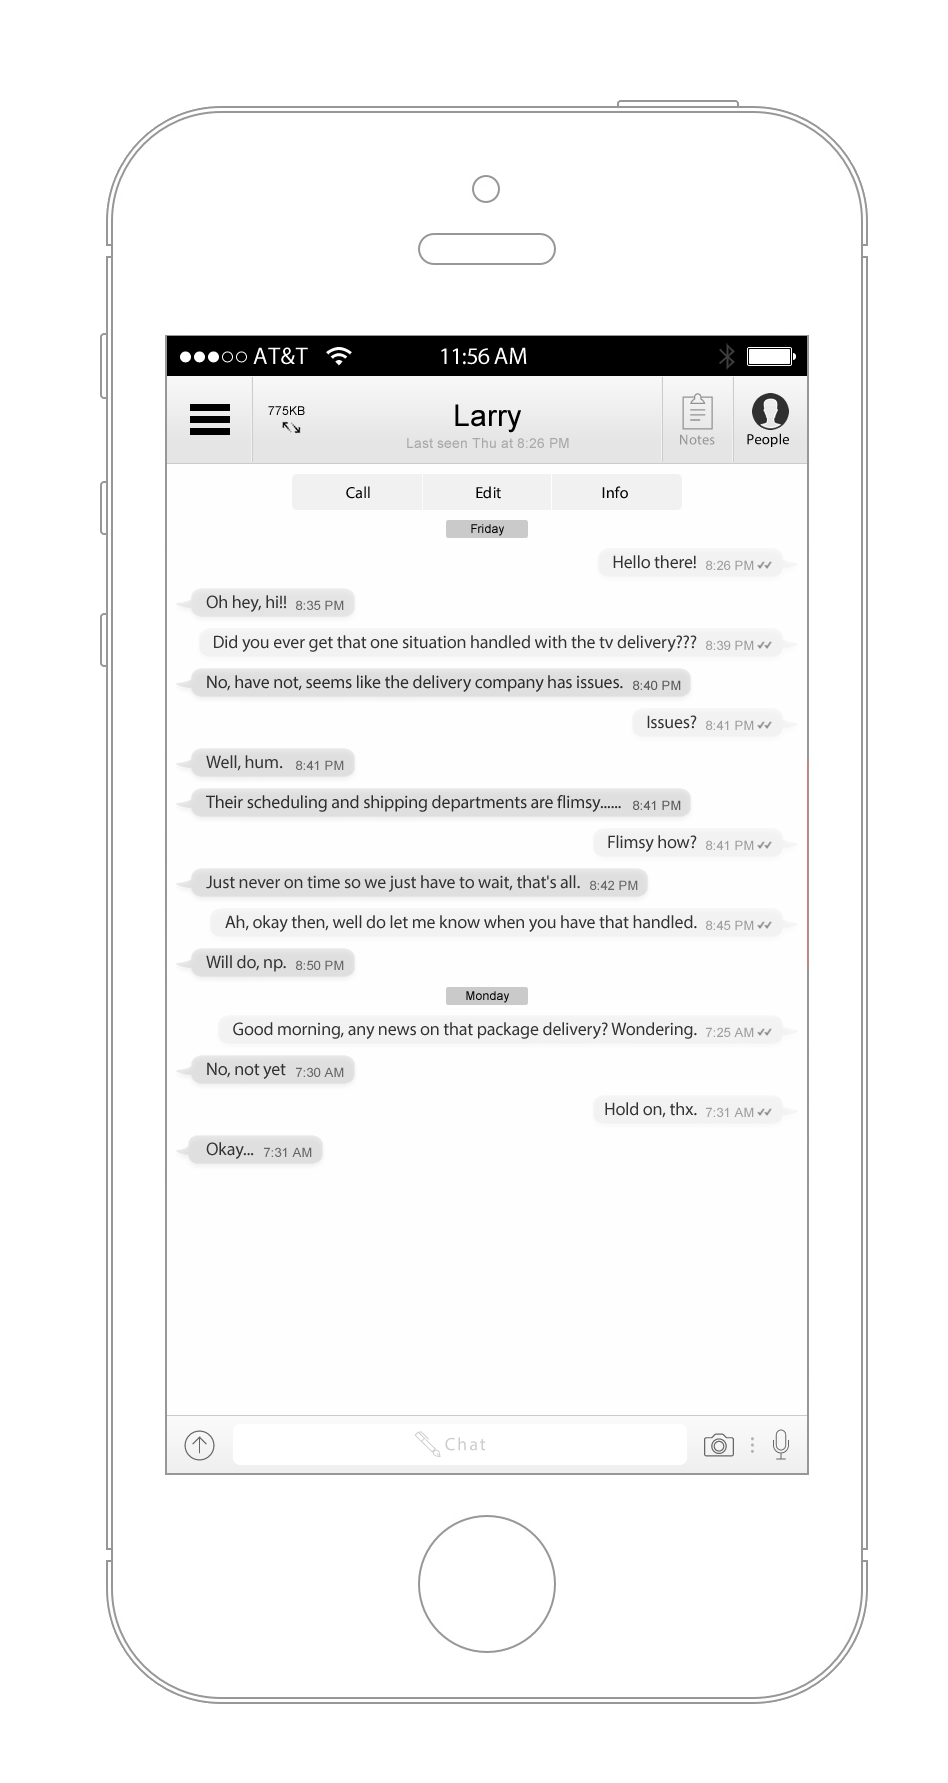 AT&T 11:56 AM
775KB
Larry
Last seen Thu at 8:26 PM
Notes
People
Call Edit Info
Friday
Hello there! 8:26 PM
Oh hey, hi!! 8:35 PM
Did you ever get that one situation handled with the tv delivery??? 8:39 PM
No, have not, seems like the delivery company has issues. 8:40 PM
Issues? 8:41 PM
Well, hum. 8:41 PM
Their scheduling and shipping departments are flimsy...... 8:41 PM
Flimsy how? 8:41 PM
Just never on time so we just have to wait, that's all. 8:42 PM
Ah, okay then, well do let me know when you have that handled. 8:45 PM
Will do, np. 8:50 PM
Monday
Good morning, any news on that package delivery? Wondering. 7:25 AM
No, not yet 7:30 AM
Hold on, thx. 7:31 AM
Okay... 7:31 AM
Chat